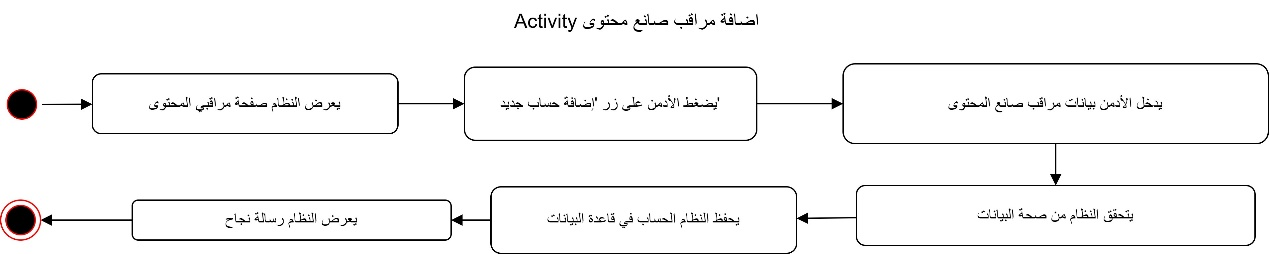 اضافة مراقب صانع محتوى Activity
يعرض النظام صفحة مراقبي المحتوى
يضغط الأدمن على زر "إضافة حساب جديد'
يدخل الأدمن بيانات مراقب صانع المحتوى
يتحقق النظام من صحة البيانات
يحفظ النظام الحساب في قاعدة البيانات
يعرض النظام رسالة نجاح